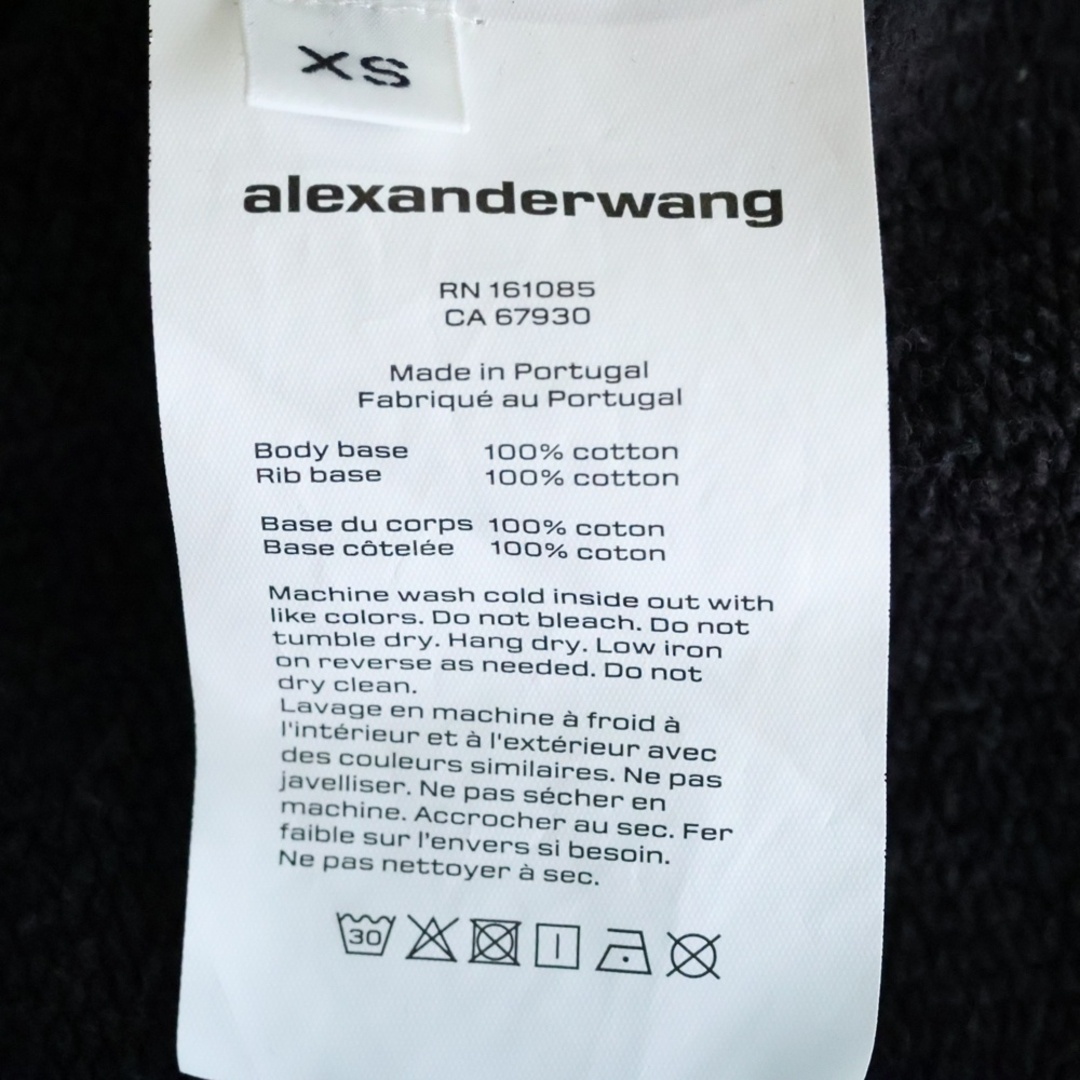 XS
alexanderwang
RN 161085
CA 67930
Made in Portugal
Fabriqué au Portugal
Body base 100% cotton
Rib base 100% cotton
Base du corps 100% coton
Base côtelée 100% coton
Machine wash cold inside out with
like colors. Do not bleach. Do not
tumble dry. Hang dry. Low iron
on reverse as needed. Do not
dry clean.
Lavage en machine à froid à
l'intérieur et à l'extérieur avec
des couleurs similaires. Ne pas
javelliser. Ne pas sécher en
machine. Accrocher au sec. Fer
faible sur l'envers si besoin.
Ne pas nettoyer à sec.
30